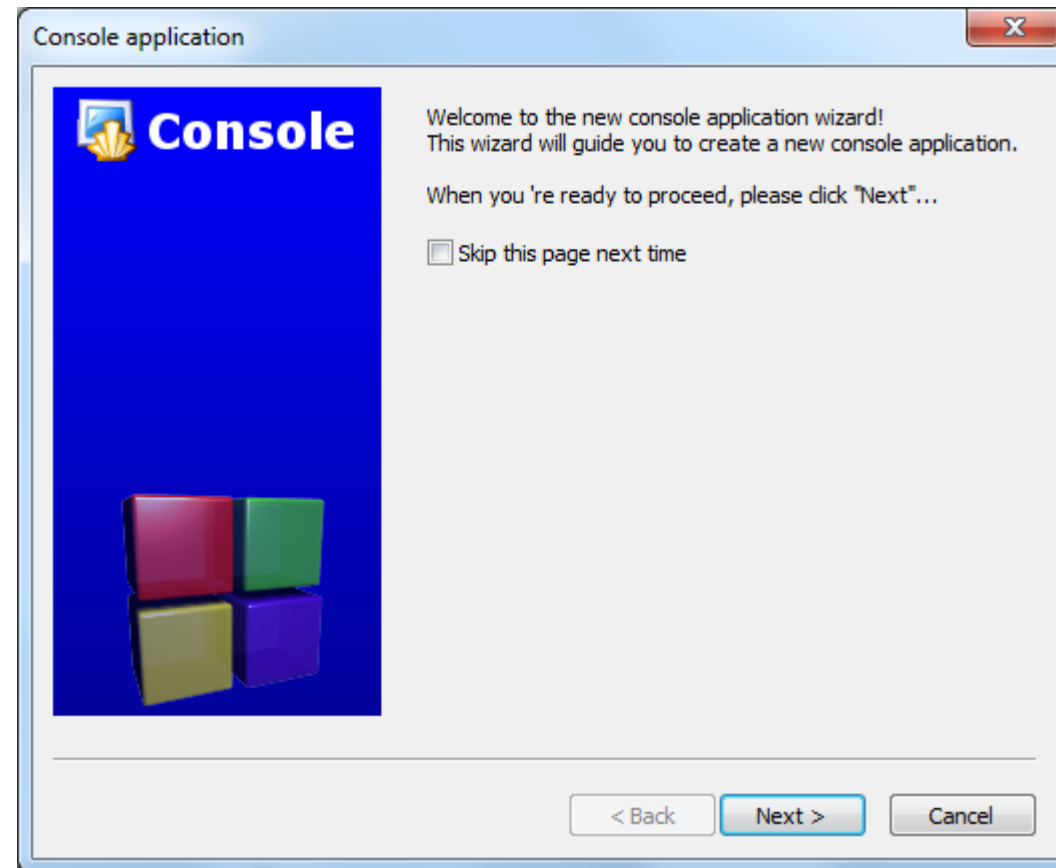 Console application
Console
Welcome to the new console application wizard!
This wizard will guide you to create a new console application.
When you 're ready to proceed, please click "Next"...
Skip this page next time
< Back
Next >
Cancel